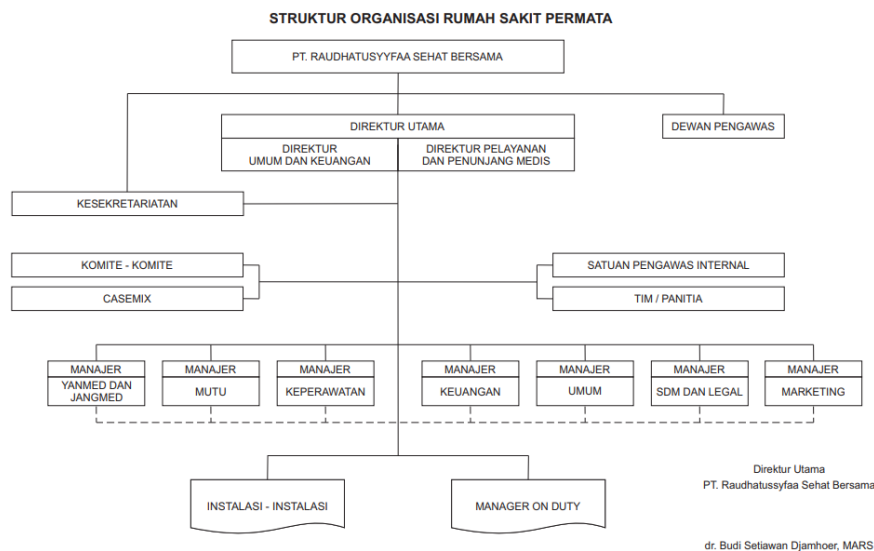 STRUKTUR ORGANISASI RUMAH SAKIT PERMATA
PT. RAUDHATUSYYFAA SEHAT BERSAMA
DIREKTUR UTAMA
DEWAN PENGAWAS
DIREKTUR
UMUM DAN KEUANGAN
DIREKTUR PELAYANAN
DAN PENUNJANG MEDIS
KESEKRETARIATAN
KOMITE - KOMITE
SATUAN PENGAWAS INTERNAL
CASEMIX
TIM / PANITIA
MANAJER
YANMED DAN
JANGMED
MANAJER
MUTU
MANAJER
KEPERAWATAN
MANAJER
KEUANGAN
MANAJER
UMUM
MANAJER
SDM DAN LEGAL
MANAJER
MARKETING
INSTALASI - INSTALASI
MANAGER ON DUTY
Direktur Utama
PT. Raudhatussyfaa Sehat Bersama
dr. Budi Setiawan Djamhoer, MARS